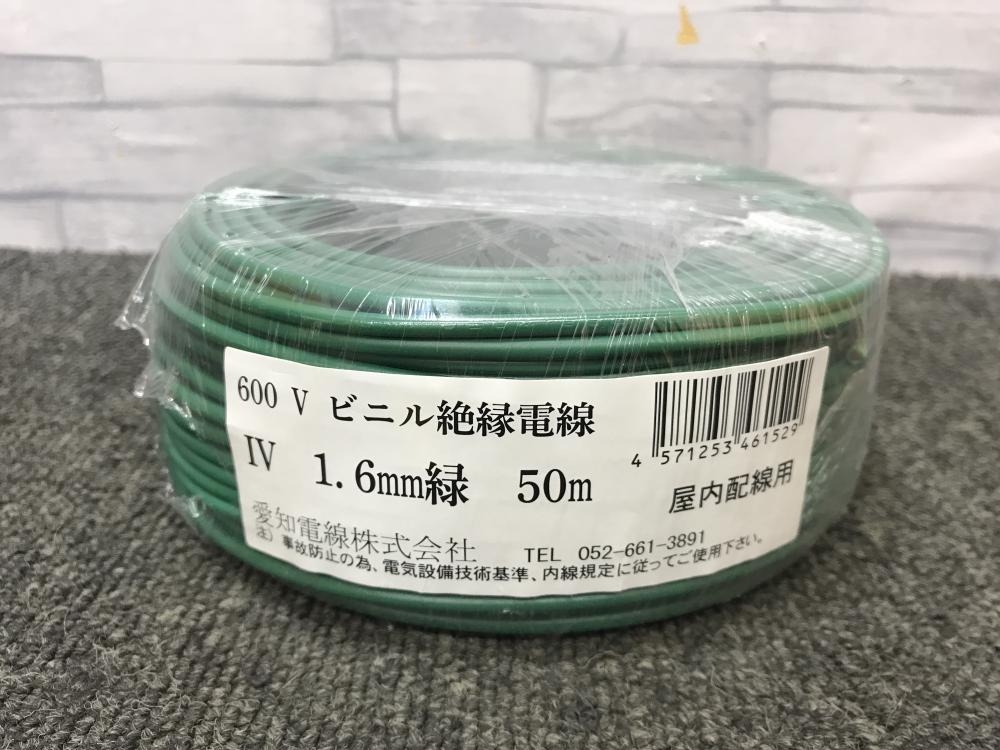 600 V ビニル絶縁電線
IV 1.6mm緑 50m
4 571253 461529
屋内配線用
愛知電線株式会社 TEL 052-661-3891
注) 事故防止の為、電気設備技術基準、内線規定に従ってご使用下さい。